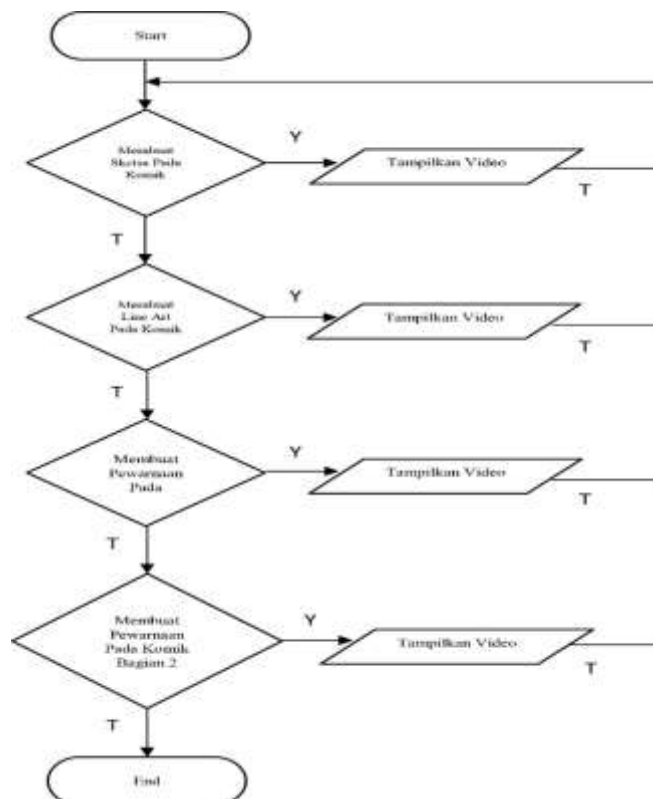 Start
Membuat
Sketsa Pada
Komik
Y
Tampilkan Video
T
T
Membuat
Line Art
Pada Komik
Y
Tampilkan Video
T
T
Membuat
Pewarnaan
Pada
Y
Tampilkan Video
T
T
Membuat
Pewarnaan
Pada Komik
Bagian 2
Y
Tampilkan Video
T
T
End